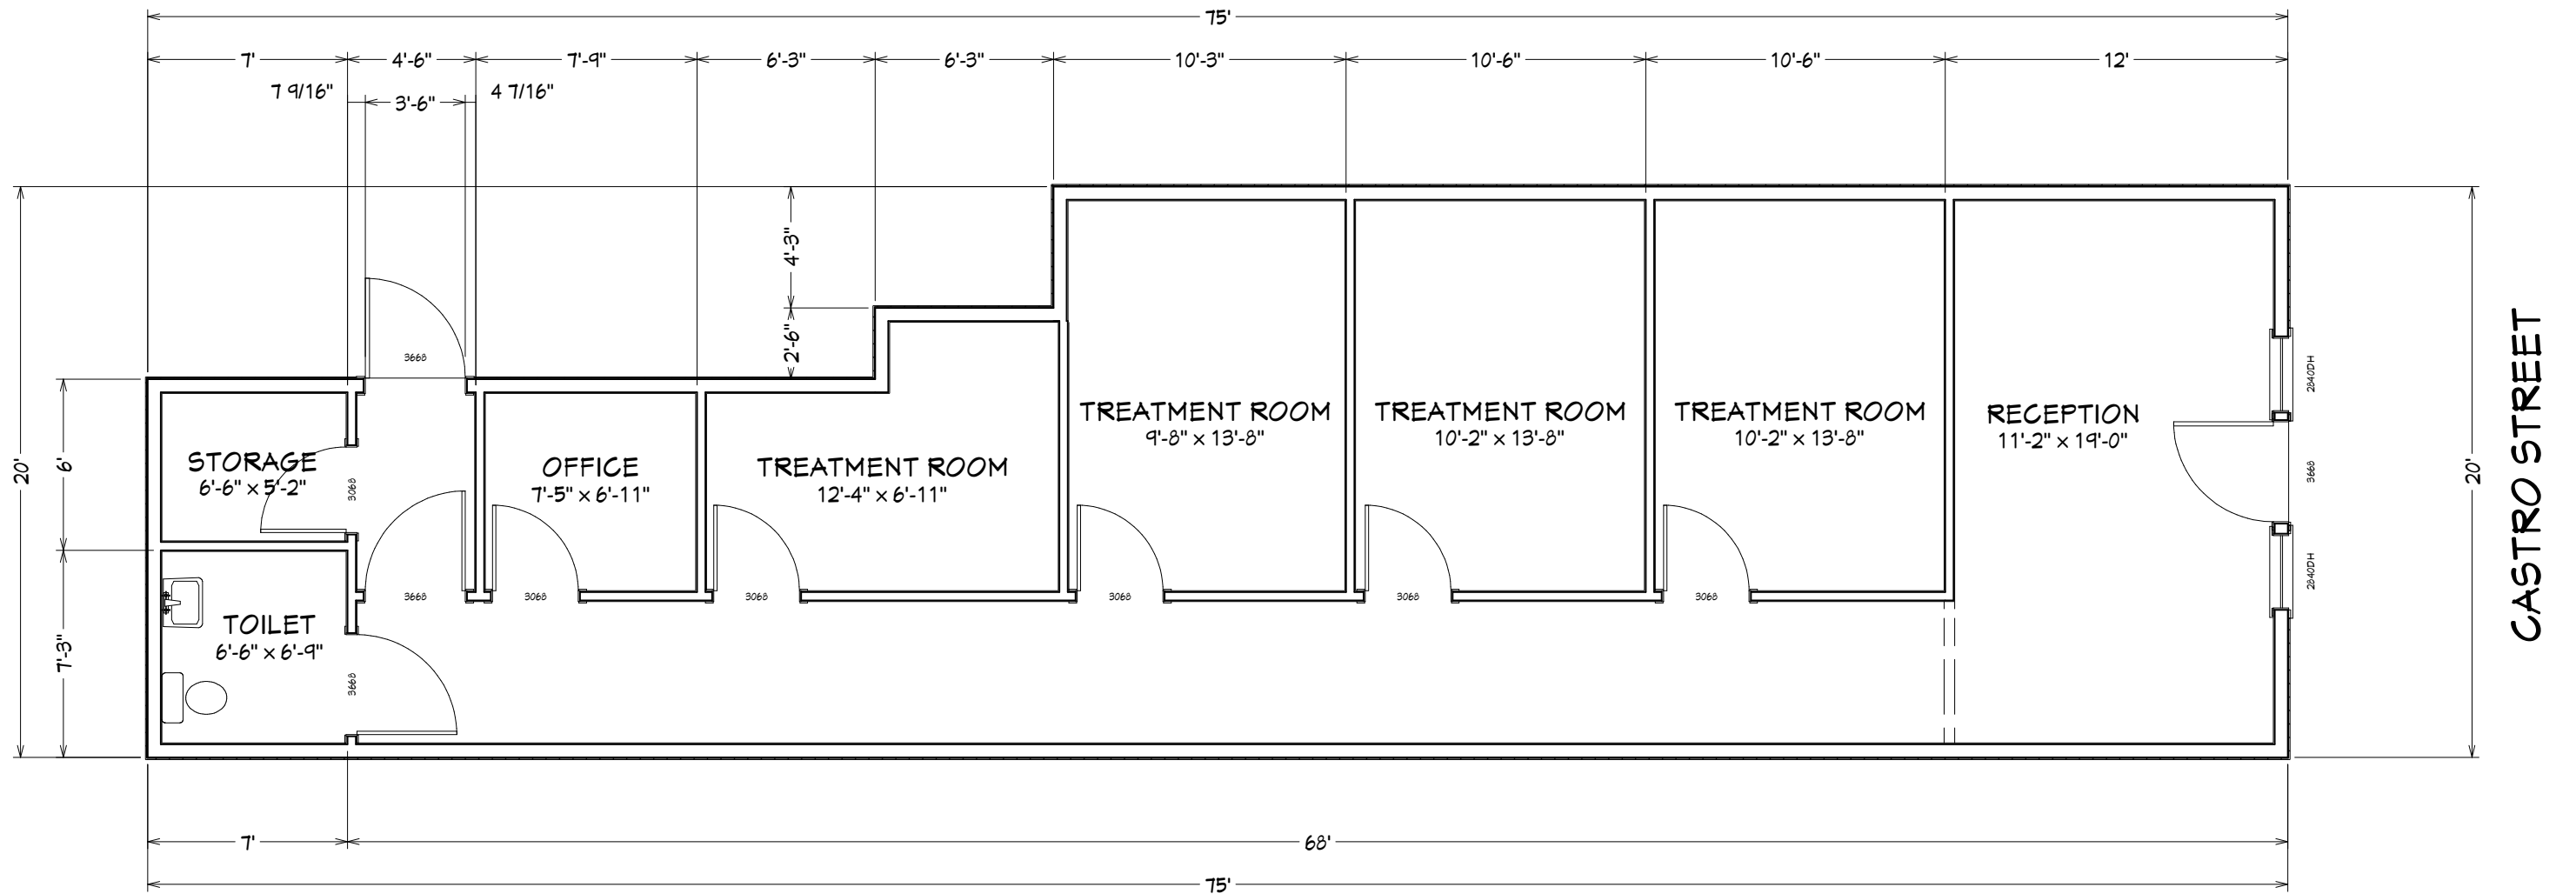 75'
7'
4'-6"
7'-9"
6'-3"
6'-3"
10'-3"
10'-6"
10'-6"
12'
7 9/16"
3'-6"
4 7/16"
4'-3"
2'-6"
3668
20'
6'
7'-3"
STORAGE
6'-6" x 5'-2"
3068
OFFICE
7'-5" x 6'-11"
TREATMENT ROOM
12'-4" x 6'-11"
TREATMENT ROOM
9'-8" x 13'-8"
TREATMENT ROOM
10'-2" x 13'-8"
TREATMENT ROOM
10'-2" x 13'-8"
RECEPTION
11'-2" x 19'-0"
2840DH
3668
2840DH
20'
CASTRO STREET
3668
3068
3068
3068
3068
3068
TOILET
6'-6" x 6'-9"
3668
7'
68'
75'